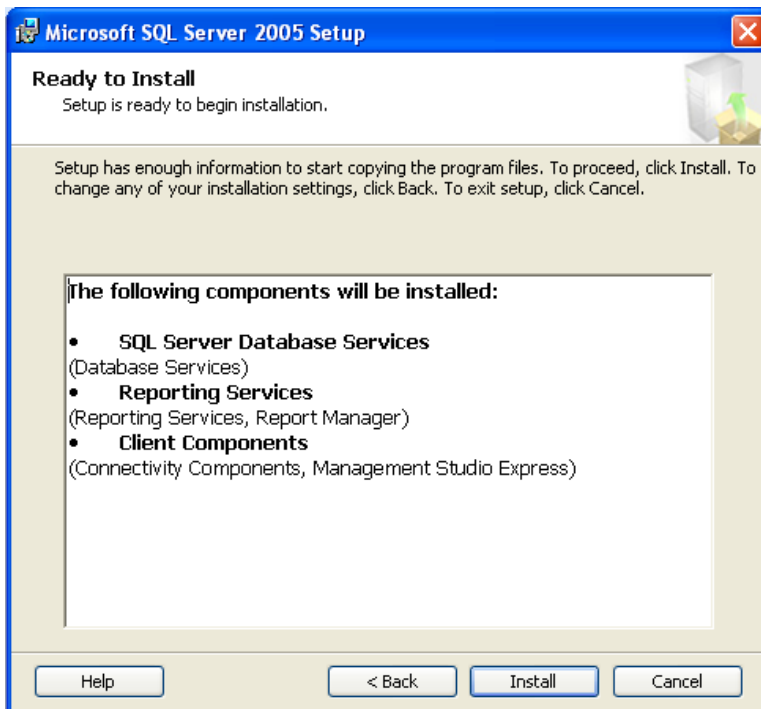 Microsoft SQL Server 2005 Setup
Ready to Install
Setup is ready to begin installation.
Setup has enough information to start copying the program files. To proceed, click Install. To
change any of your installation settings, click Back. To exit setup, click Cancel.
The following components will be installed:
• SQL Server Database Services
(Database Services)
• Reporting Services
(Reporting Services, Report Manager)
• Client Components
(Connectivity Components, Management Studio Express)
Help < Back Install Cancel